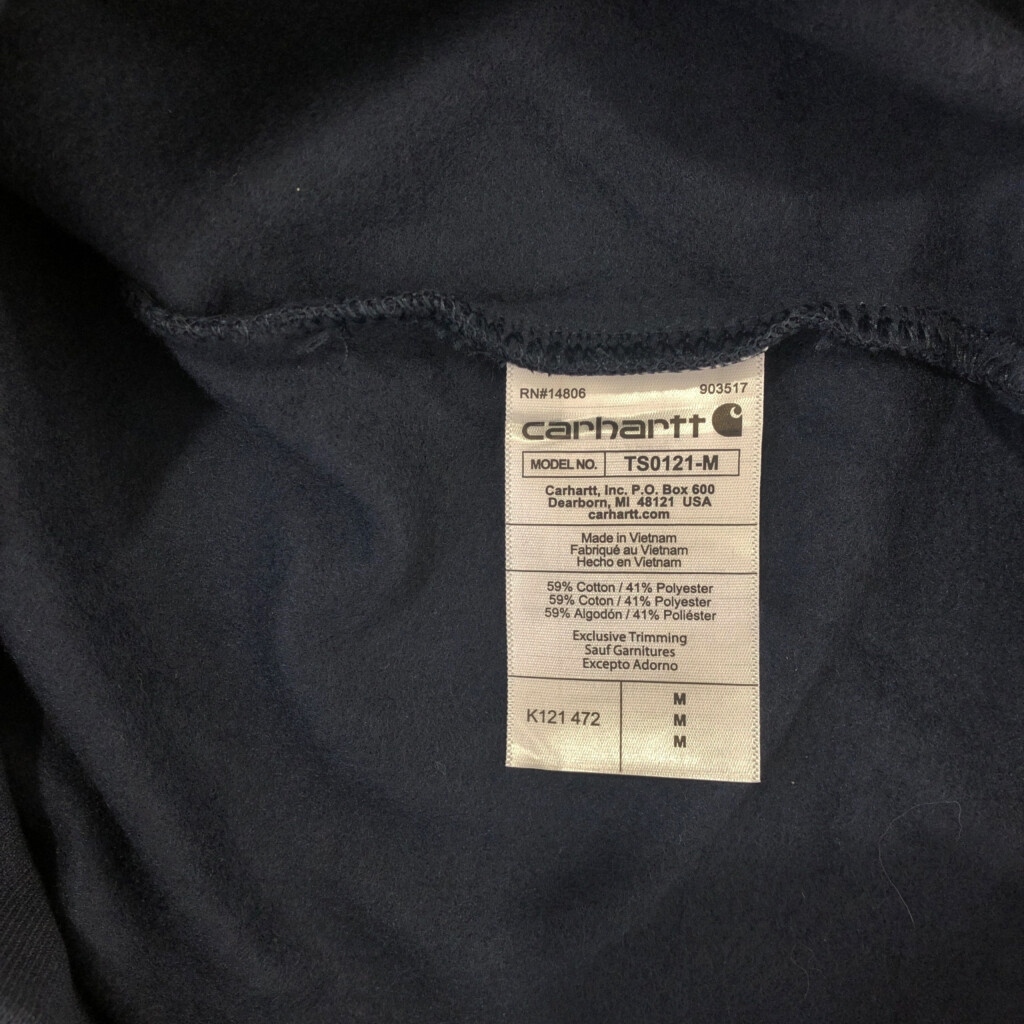 RN#14806 903517
carhartt
MODEL NO. TS0121-M
Carhartt, Inc. P.O. Box 600
Dearborn, MI 48121 USA
carhartt.com
Made in Vietnam
Fabriqué au Vietnam
Hecho en Vietnam
59% Cotton / 41% Polyester
59% Coton / 41% Polyester
59% Algodón / 41% Poliéster
Exclusive Trimming
Sauf Garnitures
Excepto Adorno
K121 472
M
M
M